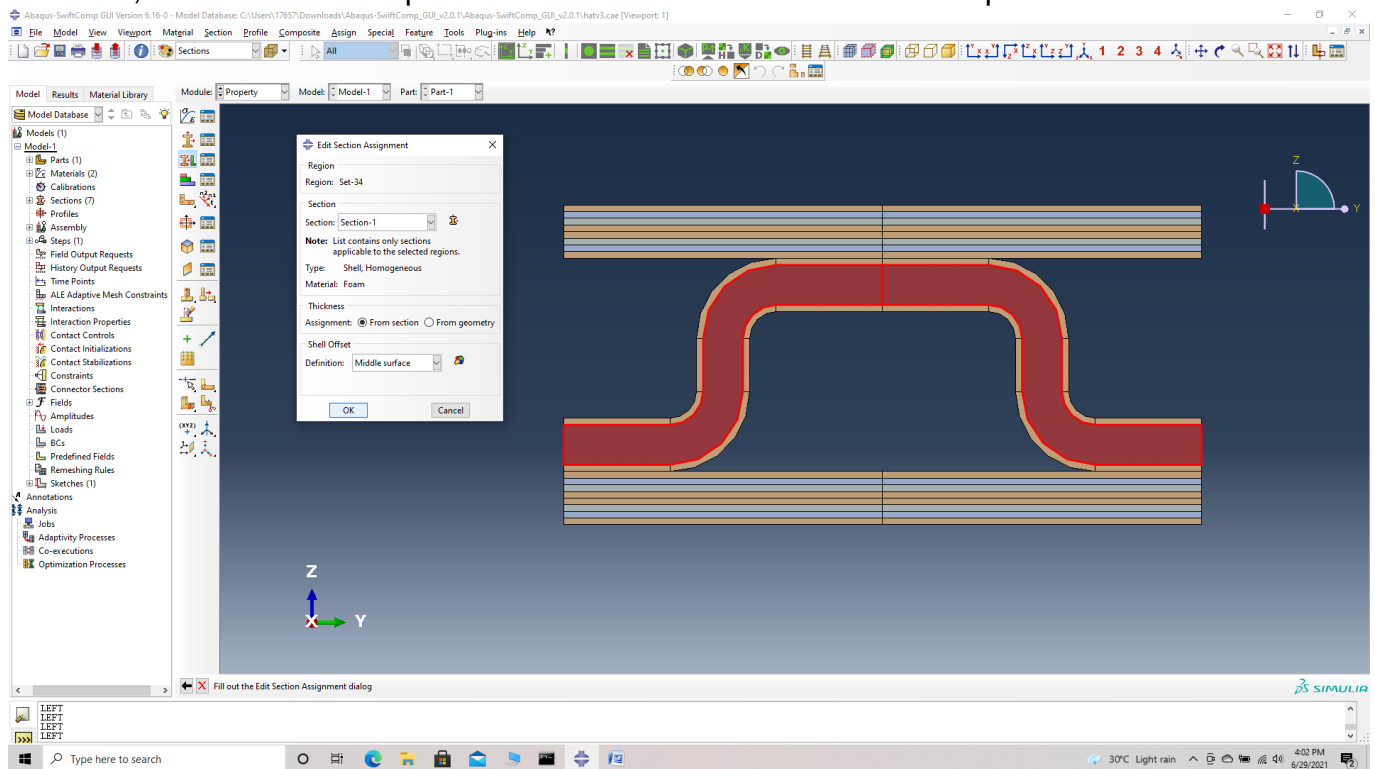 Abaqus-SwiftComp GUI Version 6.16-0 - Model Database: C:\Users\17657\Downloads\Abaqus-SwiftComp_GUI_v2.0.1\Abaqus-SwiftComp_GUI_v2.0.1\hatv3.cae [Viewport: 1]
File Model View Viewport Material Section Profile Composite Assign Special Feature Tools Plug-ins Help
Sections All 1 2 3 4
Model Results Material Library Module: Property Model: Model-1 Part: Part-1
Model Database
Models (1)
Model-1
Parts (1)
Materials (2)
Calibrations
Sections (7)
Profiles
Assembly
Steps (1)
Field Output Requests
History Output Requests
Time Points
ALE Adaptive Mesh Constraints
Interactions
Interaction Properties
Contact Controls
Contact Initializations
Contact Stabilizations
Constraints
Connector Sections
Fields
Amplitudes
Loads
BCs
Predefined Fields
Remeshing Rules
Sketches (1)
Annotations
Analysis
Jobs
Adaptivity Processes
Co-executions
Optimization Processes
Edit Section Assignment
Region
Region: Set-34
Section
Section: Section-1
Note: List contains only sections
applicable to the selected regions.
Type: Shell, Homogeneous
Material: Foam
Thickness
Assignment: From section From geometry
Shell Offset
Definition: Middle surface
OK Cancel
Z
X Y
Z
X Y
Fill out the Edit Section Assignment dialog
SIMULIA
LEFT
LEFT
LEFT
LEFT
Type here to search
30°C Light rain
4:02 PM
6/29/2021